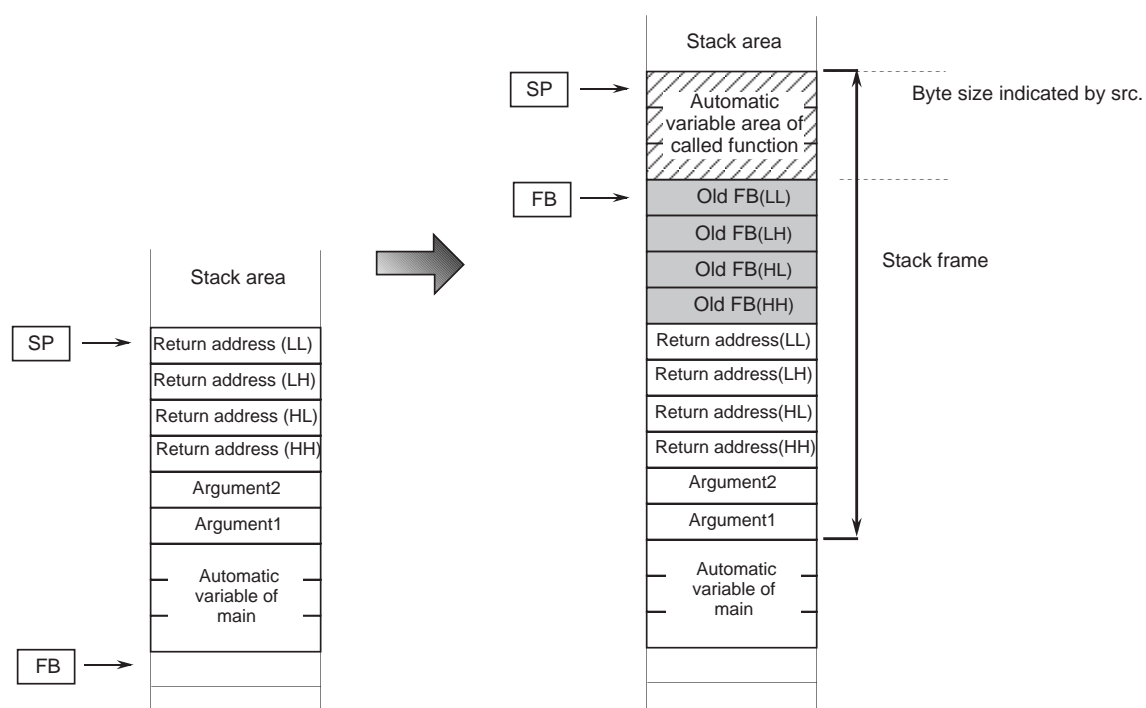 Stack area
SP
Return address (LL)
Return address (LH)
Return address (HL)
Return address (HH)
Argument2
Argument1
Automatic
variable of
main
FB
Stack area
SP
Automatic
variable area of
called function
FB
Old FB(LL)
Old FB(LH)
Old FB(HL)
Old FB(HH)
Return address(LL)
Return address(LH)
Return address(HL)
Return address(HH)
Argument2
Argument1
Automatic
variable of
main
Byte size indicated by src.
Stack frame